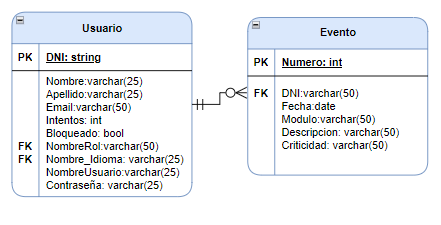 Usuario
PK DNI: string
Nombre:varchar(25)
Apellido:varchar(25)
Email:varchar(50)
Intentos: int
Bloqueado: bool
FK NombreRol:varchar(50)
FK Nombre_Idioma: varchar(25)
NombreUsuario:varchar(25)
Contraseña: varchar(25)
Evento
PK Numero: int
FK DNI:varchar(50)
Fecha:date
Modulo:varchar(50)
Descripcion: varchar(50)
Criticidad: varchar(50)